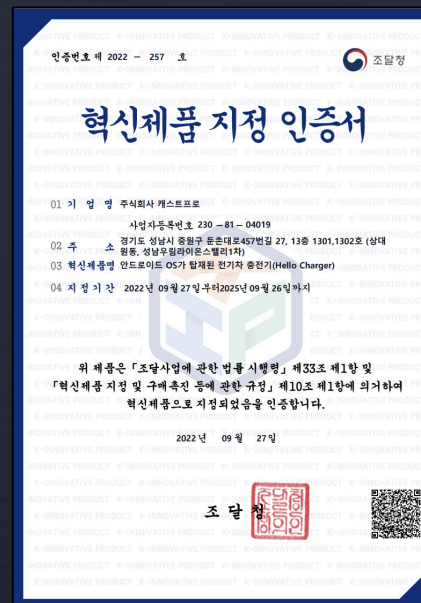 인증번호 제 2022 - 257 호
조달청
혁신제품 지정 인증서
01 기 업 명 주식회사 캐스트프로
사업자등록번호 230 -81- 04019
02 주 소 경기도 성남시 중원구 둔촌대로457번길 27, 13층 1301,1302호 (상대
원동, 성남우림라이온스밸리1차)
03 혁신제품명 안드로이드 OS가 탑재된 전기차 충전기(Hello Charger)
04 지정기간 2022년 09월27일부터2025년09월26일까지
위 제품은 「조달사업에 관한 법률 시행령」 제33조 제1항 및
「혁신제품 지정 및 구매촉진 등에 관한 규정」 제10조 제1항에 의거하여
혁신제품으로 지정되었음을 인증합니다.
2022년 09월 27일
조 달 청